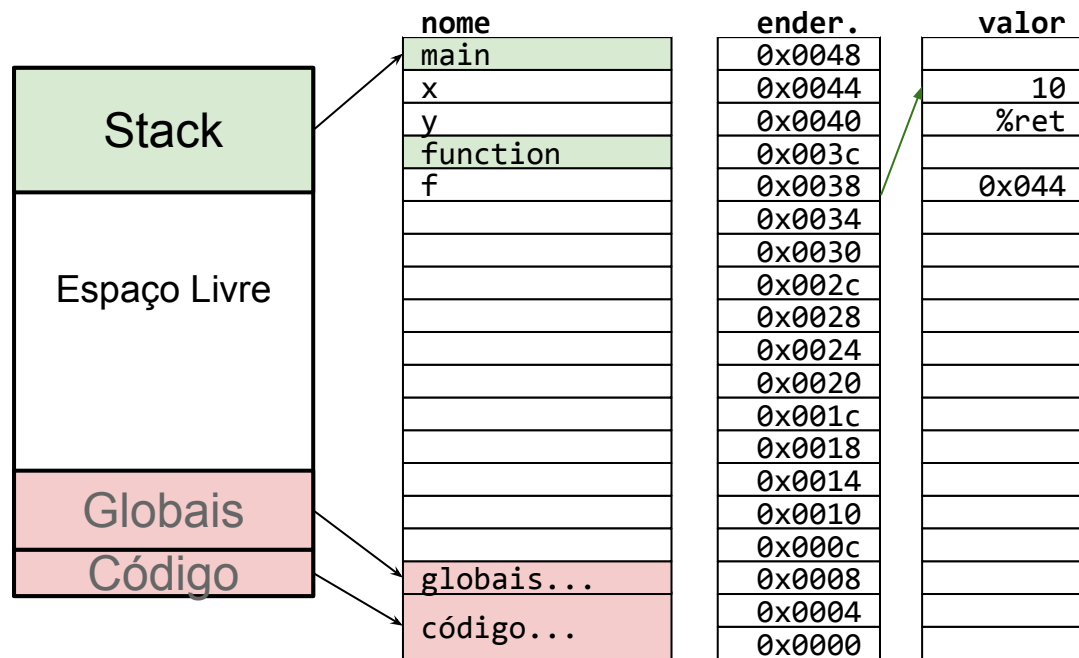 nome ender. valor
main 0x0048
x 0x0044 10
y 0x0040 %ret
function 0x003c
f 0x0038 0x044
0x0034
0x0030
0x002c
0x0028
0x0024
0x0020
0x001c
0x0018
0x0014
0x0010
0x000c
globais... 0x0008
código... 0x0004
0x0000
Stack
Espaço Livre
Globais
Código